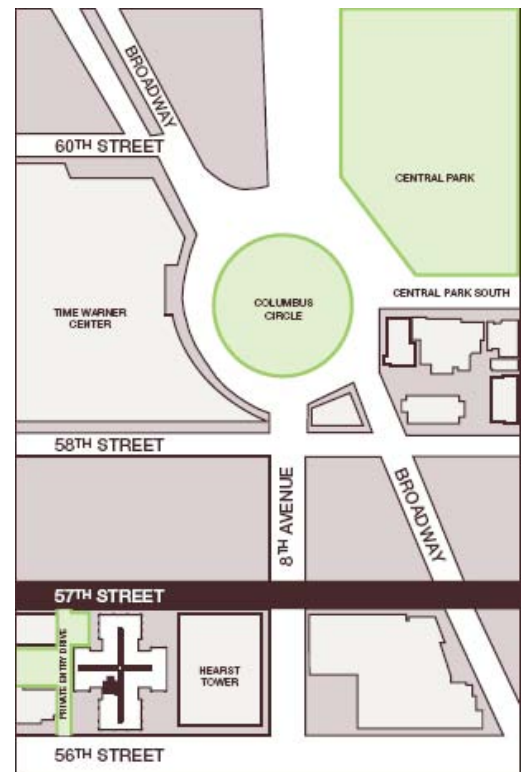 BROADWAY
60TH STREET
CENTRAL PARK
CENTRAL PARK SOUTH
COLUMBUS
CIRCLE
TIME WARNER
CENTER
58TH STREET
8TH AVENUE
BROADWAY
57TH STREET
PRIVATE ENTRY DRIVE
HEARST
TOWER
56TH STREET